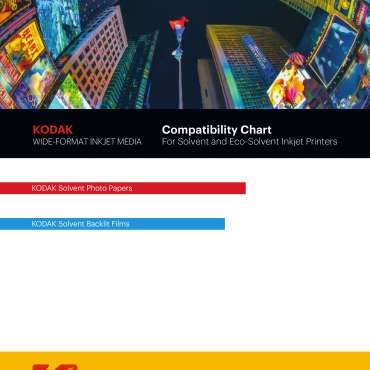 KODAK
WIDE-FORMAT INKJET MEDIA
Compatibility Chart
For Solvent and Eco-Solvent Inkjet Printers
KODAK Solvent Photo Papers
KODAK Solvent Backlit Films